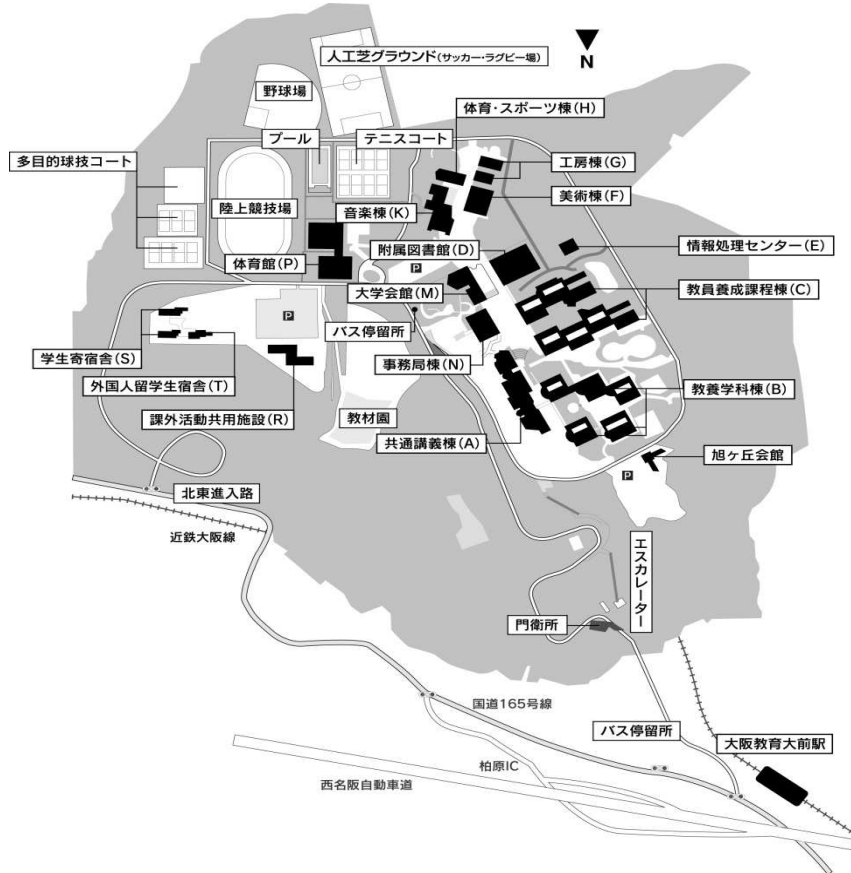 人工芝グラウンド(サッカー・ラグビー場)
N
野球場
体育・スポーツ棟(H)
プール
テニスコート
工房棟(G)
多目的球技コート
美術棟(F)
陸上競技場
音楽棟(K)
附属図書館(D)
情報処理センター(E)
体育館(P)
P
大学会館(M)
教員養成課程棟(C)
P
バス停留所
学生寄宿舎(S)
事務局棟(N)
外国人留学生宿舎(T)
教養学科棟(B)
課外活動共用施設(R)
教材園
共通講義棟(A)
旭ヶ丘会館
P
北東進入路
近鉄大阪線
エスカレーター
門衛所
国道165号線
バス停留所
大阪教育大前駅
柏原IC
西名阪自動車道